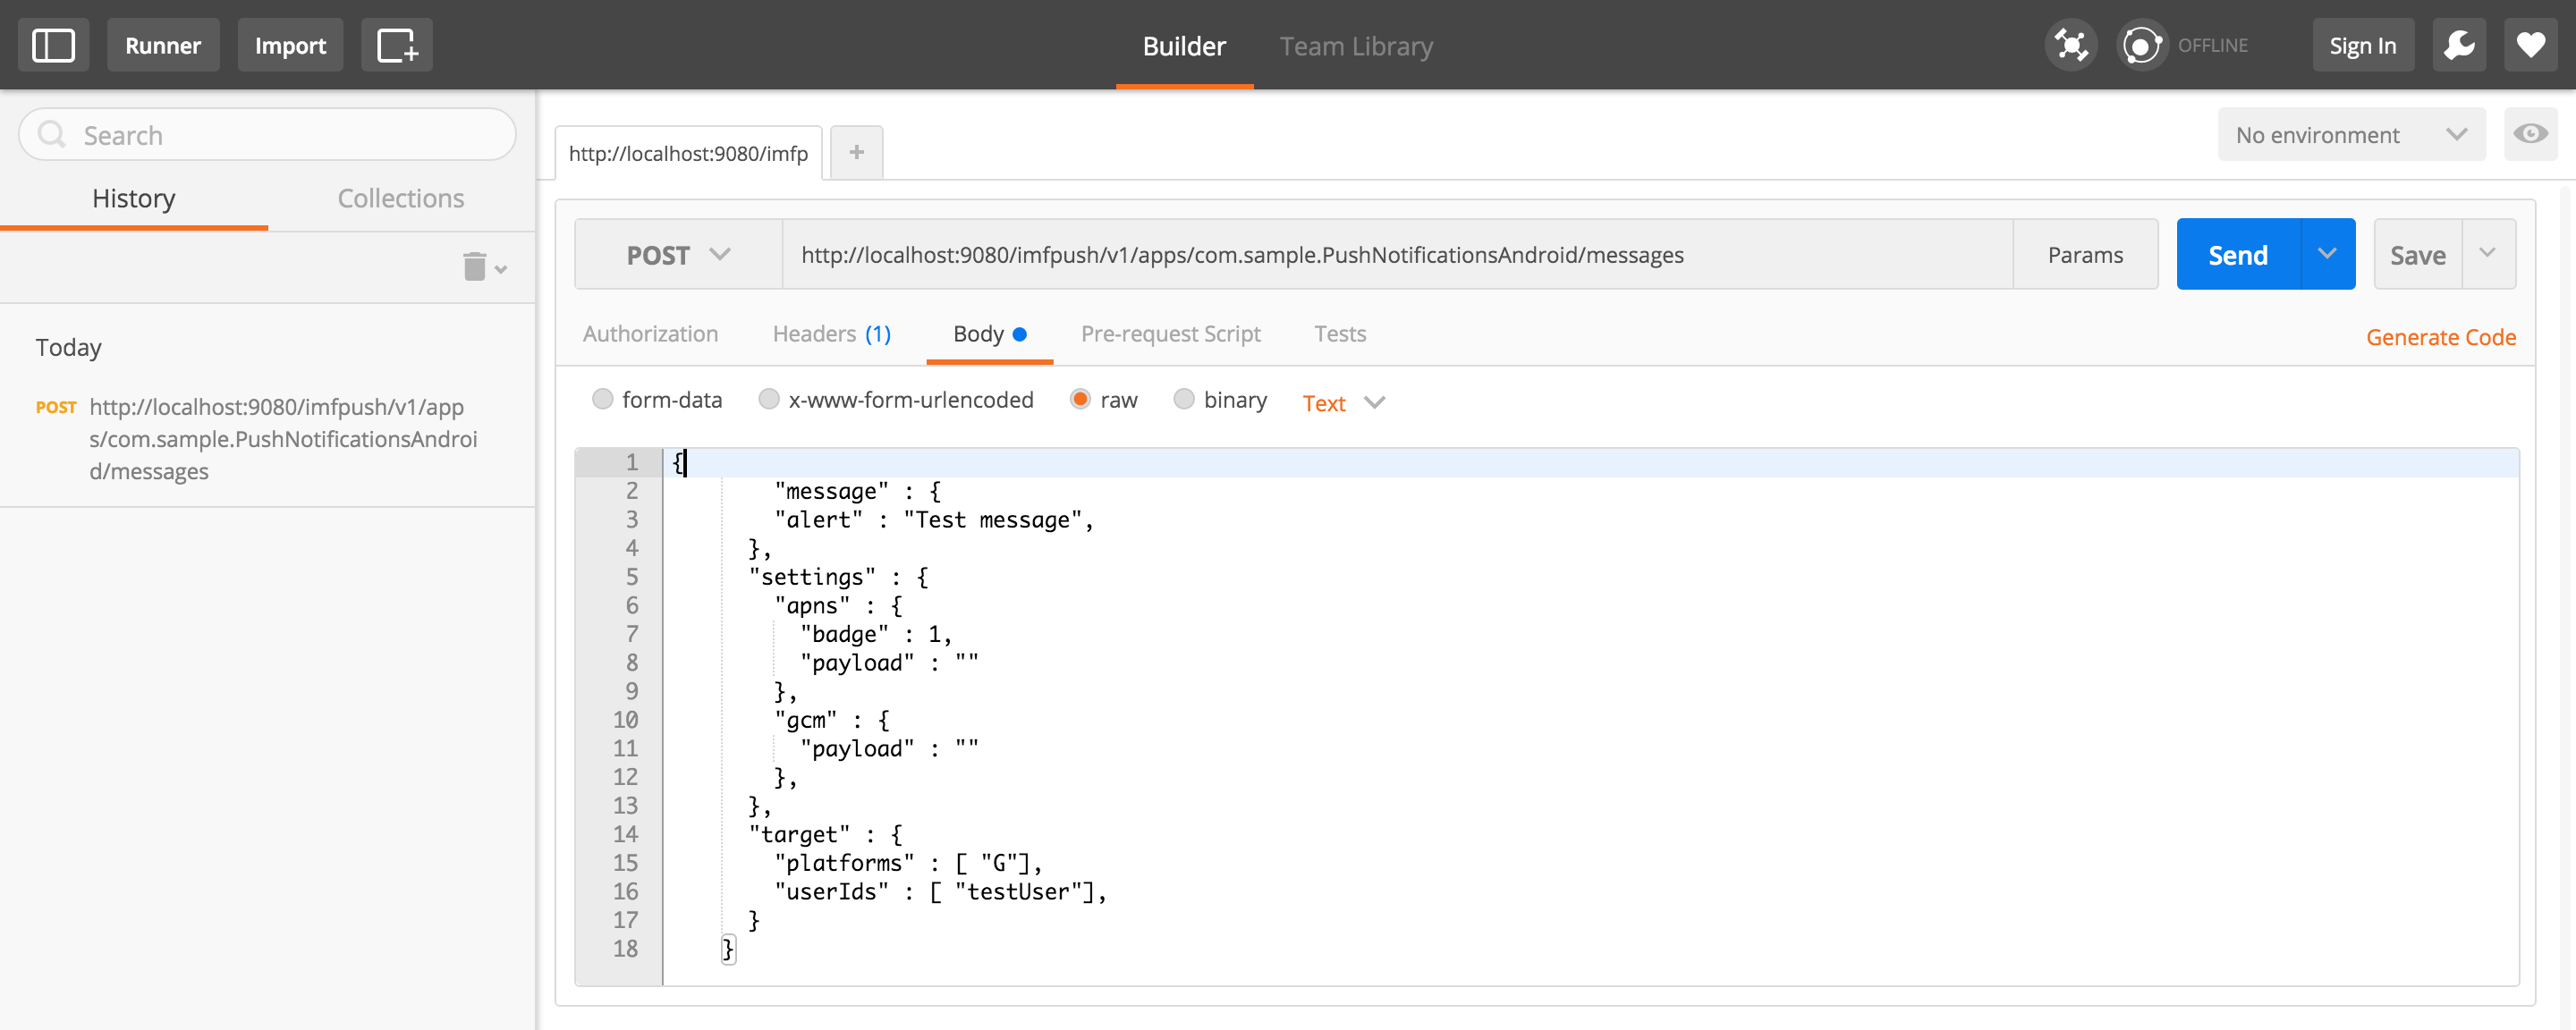 Runner
Import
Builder
Team Library
OFFLINE
Sign In
Search
History
Collections
Today
POST http://localhost:9080/imfpush/v1/app
s/com.sample.PushNotificationsAndroi
d/messages
http://localhost:9080/imfp
+
No environment
POST
http://localhost:9080/imfpush/v1/apps/com.sample.PushNotificationsAndroid/messages
Params
Send
Save
Authorization
Headers (1)
Body
Pre-request Script
Tests
Generate Code
form-data
x-www-form-urlencoded
raw
binary
Text
1 {
2 "message" : {
3 "alert" : "Test message",
4 },
5 "settings" : {
6 "apns" : {
7 "badge" : 1,
8 "payload" : ""
9 },
10 "gcm" : {
11 "payload" : ""
12 },
13 },
14 "target" : {
15 "platforms" : [ "G"],
16 "userIds" : [ "testUser"],
17 }
18 }